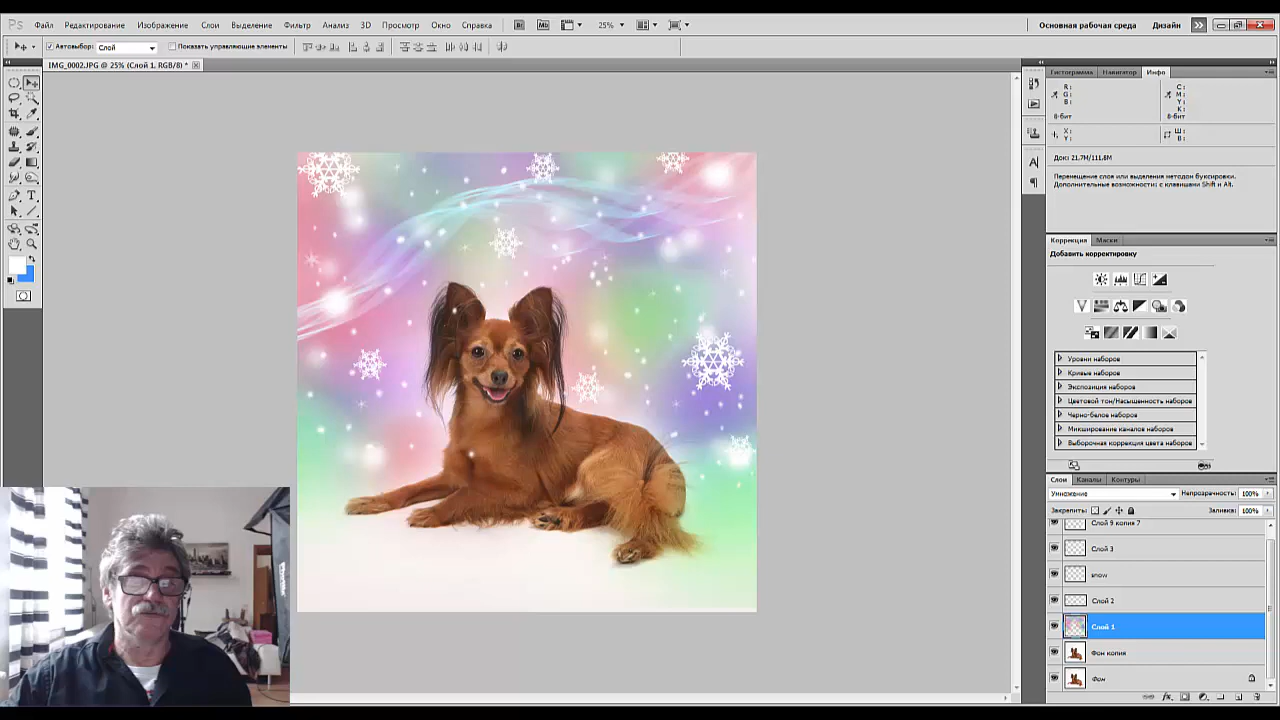 Ps Файл Редактирование Изображение Слои Выделение Фильтр Анализ 3D Просмотр Окно Справка Br Mb 25% Основная рабочая среда Дизайн
Автовыбор: Слой Показать управляющие элементы
IMG_0002.JPG @ 25% (Слой 1, RGB/8) *
Гистограмма Навигатор Инфо
R: C:
G: M:
B: Y:
K:
8-бит 8-бит
X: Ш:
Y: В:
Док: 21,7M/111,8M
Перемещение слоя или выделения методом буксировки.
Дополнительные возможности: с клавишами Shift и Alt.
Коррекция Маски
Добавить корректировку
Уровни наборов
Кривые наборов
Экспозиция наборов
Цветовой тон/Насыщенность наборов
Черно-белое наборов
Микширование каналов наборов
Выборочная коррекция цвета наборов
Слои Каналы Контуры
Умножение Непрозрачность: 100%
Закрепить: Заливка: 100%
Слой 9 копия 7
Слой 3
snow
Слой 2
Слой 1
Фон копия
Фон